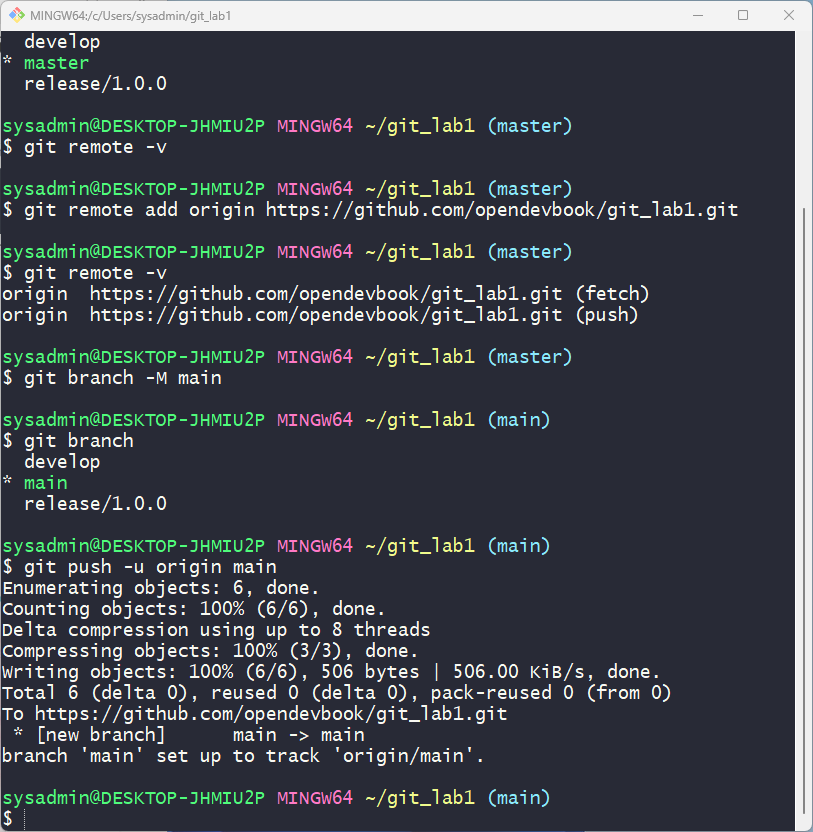 MINGW64:/c/Users/sysadmin/git_lab1
  develop
* master
  release/1.0.0
sysadmin@DESKTOP-JHMIU2P MINGW64 ~/git_lab1 (master)
$ git remote -v
sysadmin@DESKTOP-JHMIU2P MINGW64 ~/git_lab1 (master)
$ git remote add origin https://github.com/opendevbook/git_lab1.git
sysadmin@DESKTOP-JHMIU2P MINGW64 ~/git_lab1 (master)
$ git remote -v
origin  https://github.com/opendevbook/git_lab1.git (fetch)
origin  https://github.com/opendevbook/git_lab1.git (push)
sysadmin@DESKTOP-JHMIU2P MINGW64 ~/git_lab1 (master)
$ git branch -M main
sysadmin@DESKTOP-JHMIU2P MINGW64 ~/git_lab1 (main)
$ git branch
  develop
* main
  release/1.0.0
sysadmin@DESKTOP-JHMIU2P MINGW64 ~/git_lab1 (main)
$ git push -u origin main
Enumerating objects: 6, done.
Counting objects: 100% (6/6), done.
Delta compression using up to 8 threads
Compressing objects: 100% (3/3), done.
Writing objects: 100% (6/6), 506 bytes | 506.00 KiB/s, done.
Total 6 (delta 0), reused 0 (delta 0), pack-reused 0 (from 0)
To https://github.com/opendevbook/git_lab1.git
 * [new branch]      main -> main
branch 'main' set up to track 'origin/main'.
sysadmin@DESKTOP-JHMIU2P MINGW64 ~/git_lab1 (main)
$